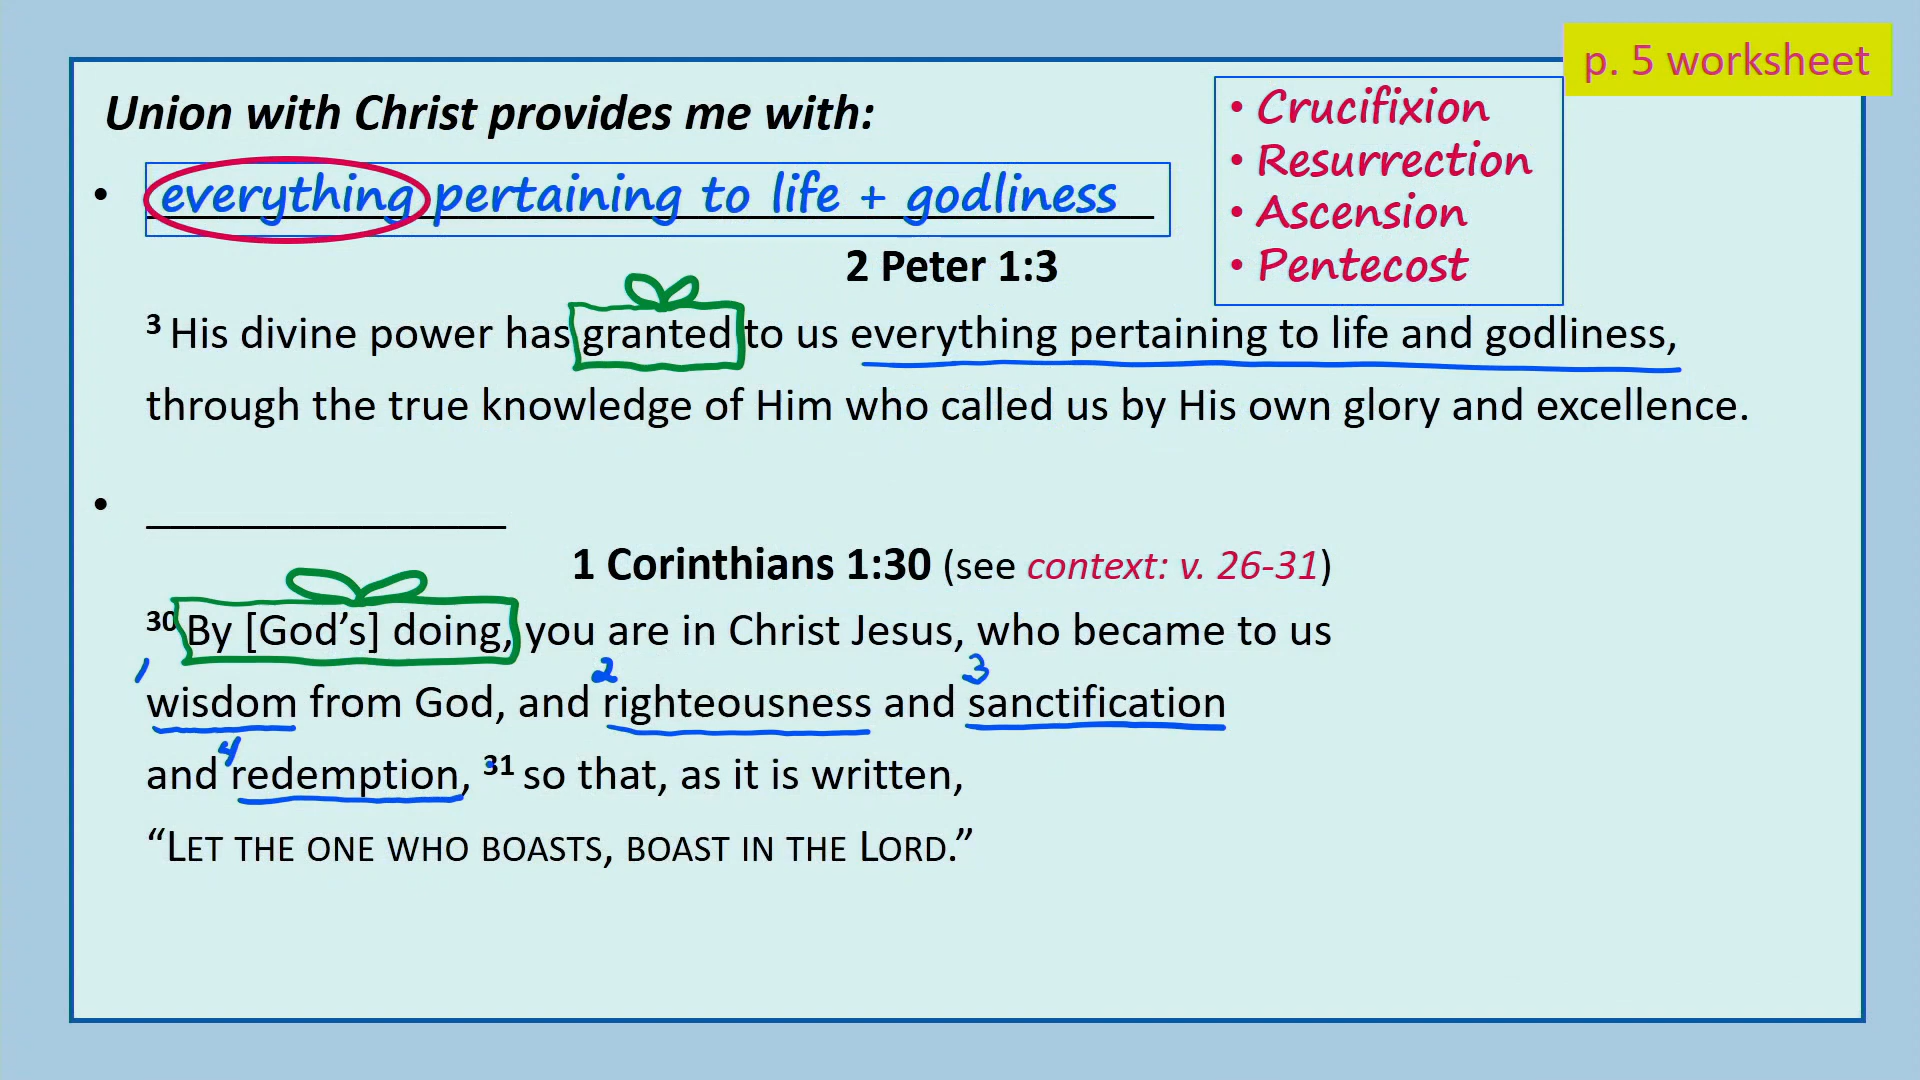 p. 5 worksheet
Union with Christ provides me with:
• Crucifixion
• Resurrection
• Ascension
• Pentecost
• everything pertaining to life + godliness
2 Peter 1:3
3 His divine power has granted to us everything pertaining to life and godliness,
through the true knowledge of Him who called us by His own glory and excellence.
• ____________________
1 Corinthians 1:30 (see context: v. 26-31)
30 By [God’s] doing, you are in Christ Jesus, who became to us
1 2 3
wisdom from God, and righteousness and sanctification
4
and redemption, 31 so that, as it is written,
“LET THE ONE WHO BOASTS, BOAST IN THE LORD.”